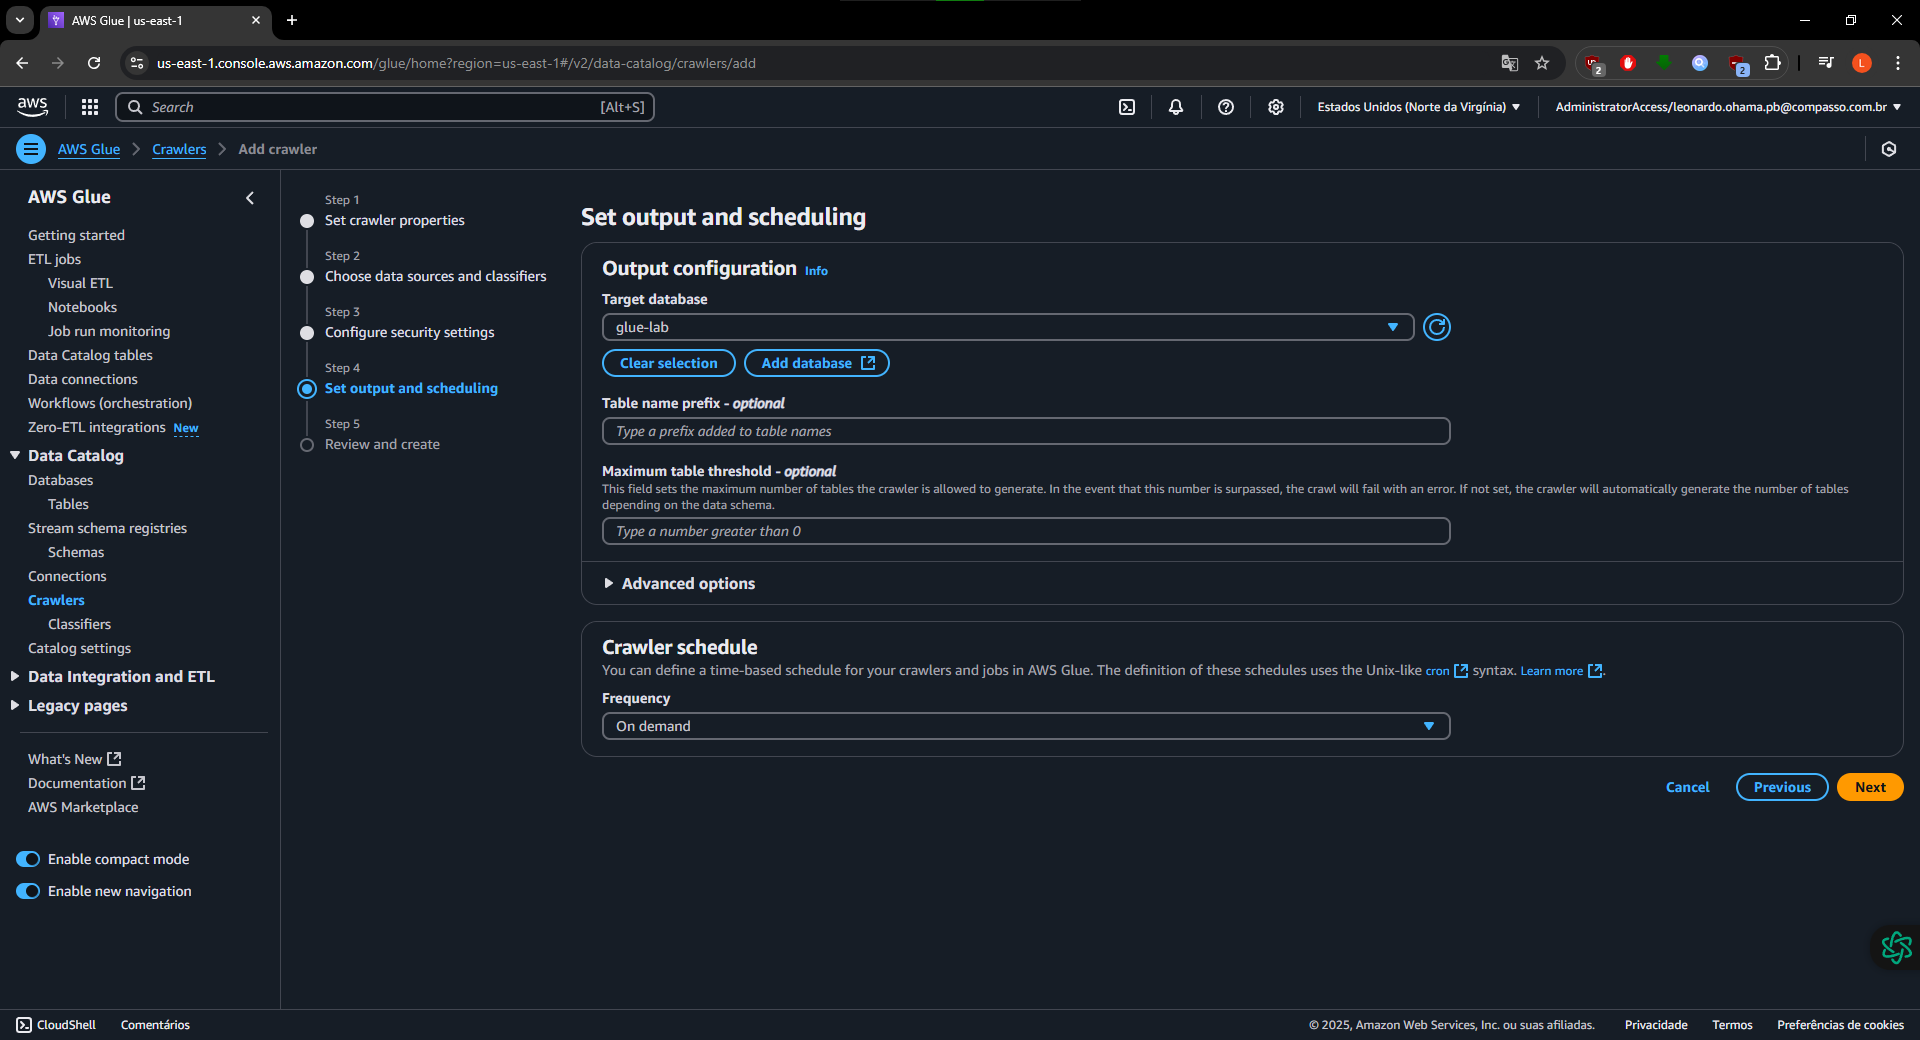 AWS Glue | us-east-1
us-east-1.console.aws.amazon.com/glue/home?region=us-east-1#/v2/data-catalog/crawlers/add
2
2
L
aws
Search
[Alt+S]
Estados Unidos (Norte da Virgínia)
AdministratorAccess/leonardo.ohama.pb@compasso.com.br
AWS Glue
Crawlers
Add crawler
AWS Glue
Getting started
ETL jobs
Visual ETL
Notebooks
Job run monitoring
Data Catalog tables
Data connections
Workflows (orchestration)
Zero-ETL integrations New
Data Catalog
Databases
Tables
Stream schema registries
Schemas
Connections
Crawlers
Classifiers
Catalog settings
Data Integration and ETL
Legacy pages
What's New
Documentation
AWS Marketplace
Enable compact mode
Enable new navigation
Step 1
Set crawler properties
Step 2
Choose data sources and classifiers
Step 3
Configure security settings
Step 4
Set output and scheduling
Step 5
Review and create
Set output and scheduling
Output configuration Info
Target database
glue-lab
Clear selection
Add database
Table name prefix - optional
Type a prefix added to table names
Maximum table threshold - optional
This field sets the maximum number of tables the crawler is allowed to generate. In the event that this number is surpassed, the crawl will fail with an error. If not set, the crawler will automatically generate the number of tables
depending on the data schema.
Type a number greater than 0
Advanced options
Crawler schedule
You can define a time-based schedule for your crawlers and jobs in AWS Glue. The definition of these schedules uses the Unix-like cron syntax. Learn more.
Frequency
On demand
Cancel
Previous
Next
CloudShell
Comentários
© 2025, Amazon Web Services, Inc. ou suas afiliadas.
Privacidade
Termos
Preferências de cookies